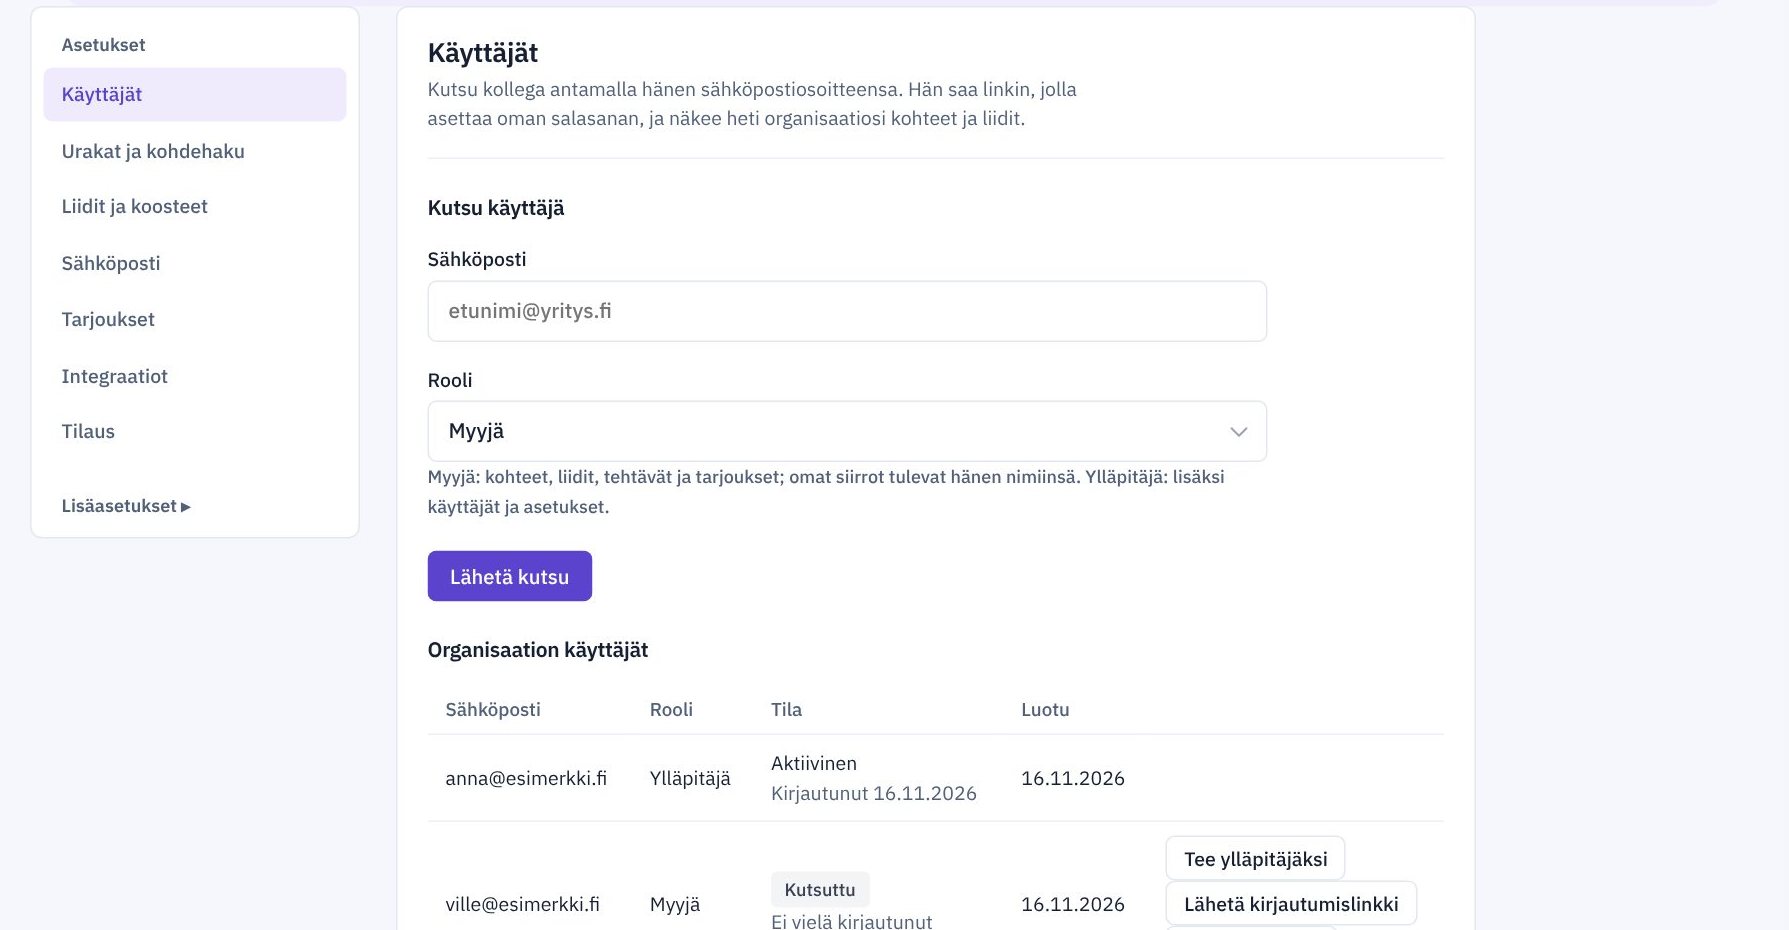 Asetukset
Käyttäjät
Urakat ja kohdehaku
Liidit ja koosteet
Sähköposti
Tarjoukset
Integraatiot
Tilaus
Lisäasetukset ▸
Käyttäjät
Kutsu kollega antamalla hänen sähköpostiosoitteensa. Hän saa linkin, jolla
asettaa oman salasanan, ja näkee heti organisaatiosi kohteet ja liidit.
Kutsu käyttäjä
Sähköposti
etunimi@yritys.fi
Rooli
Myyjä
Myyjä: kohteet, liidit, tehtävät ja tarjoukset; omat siirrot tulevat hänen nimiinsä. Ylläpitäjä: lisäksi
käyttäjät ja asetukset.
Lähetä kutsu
Organisaation käyttäjät
Sähköposti Rooli Tila Luotu
anna@esimerkki.fi Ylläpitäjä Aktiivinen 16.11.2026
Kirjautunut 16.11.2026
Tee ylläpitäjäksi
ville@esimerkki.fi Myyjä Kutsuttu 16.11.2026 Lähetä kirjautumislinkki
Ei vielä kirjautunut